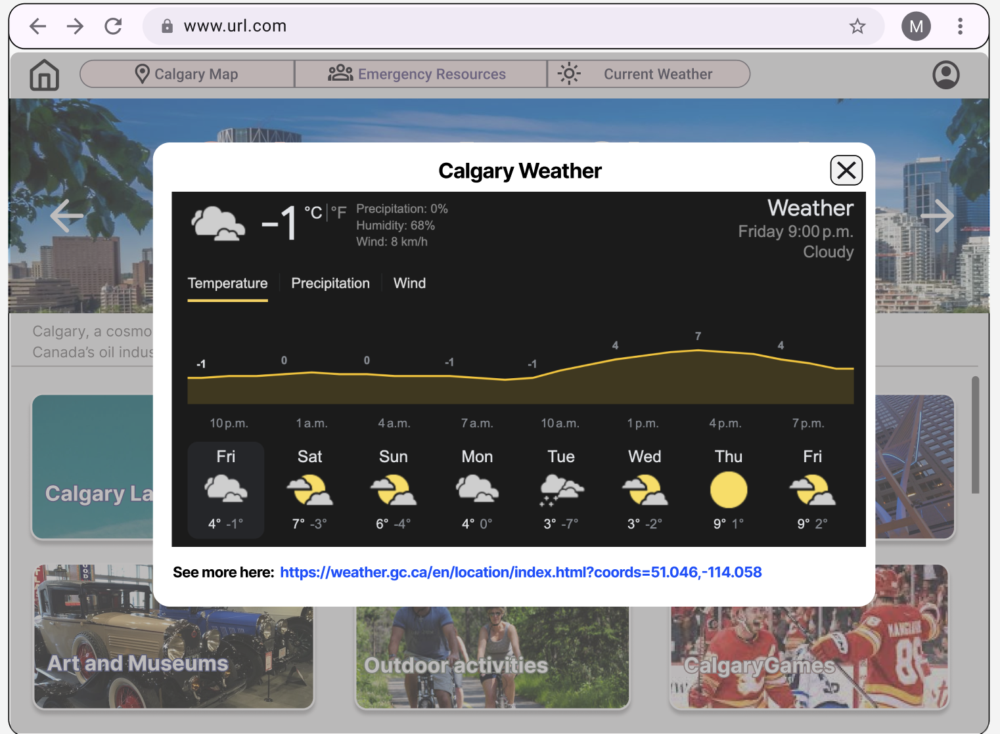 www.url.com
M
Calgary Map
Emergency Resources
Current Weather
Calgary Weather
-1 °C | °F
Precipitation: 0%
Humidity: 68%
Wind: 8 km/h
Weather
Friday 9:00 p.m.
Cloudy
Temperature
Precipitation
Wind
Calgary, a cosmo
Canada's oil indus
-1 0 0 -1 -1 4 7 4
10 p.m. 1 a.m. 4 a.m. 7 a.m. 10 a.m. 1 p.m. 4 p.m. 7 p.m.
Fri Sat Sun Mon Tue Wed Thu Fri
4° -1° 7° -3° 6° -4° 4° 0° 3° -7° 3° -2° 9° 1° 9° 2°
Calgary La
See more here: https://weather.gc.ca/en/location/index.html?coords=51.046,-114.058
Art and Museums
Outdoor activities
CalgaryGames